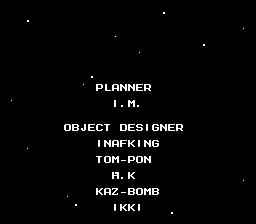 PLANNER
I.M.
OBJECT DESIGNER
INAFKING
TOM-PON
M.K
KAZ-BOMB
IKKI